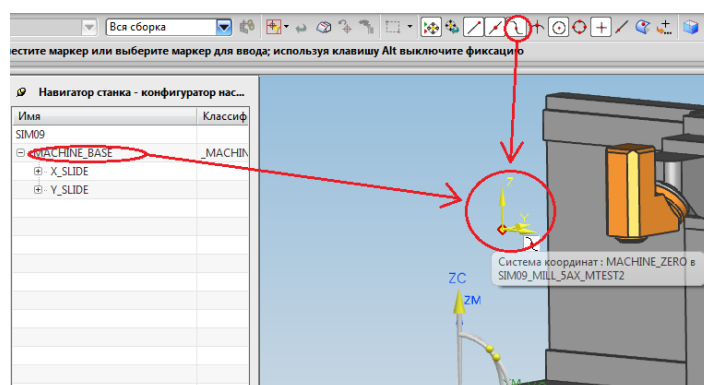 Вся сборка
естите маркер или выберите маркер для ввода; используя клавишу Alt выключите фиксацию
Навигатор станка - конфигуратор нас...
Имя Классиф
SIM09
MACHINE_BASE _MACHIN
X_SLIDE
Y_SLIDE
Z
Y
Система координат : MACHINE_ZERO в
SIM09_MILL_5AX_MTEST2
ZC
ZM
YM